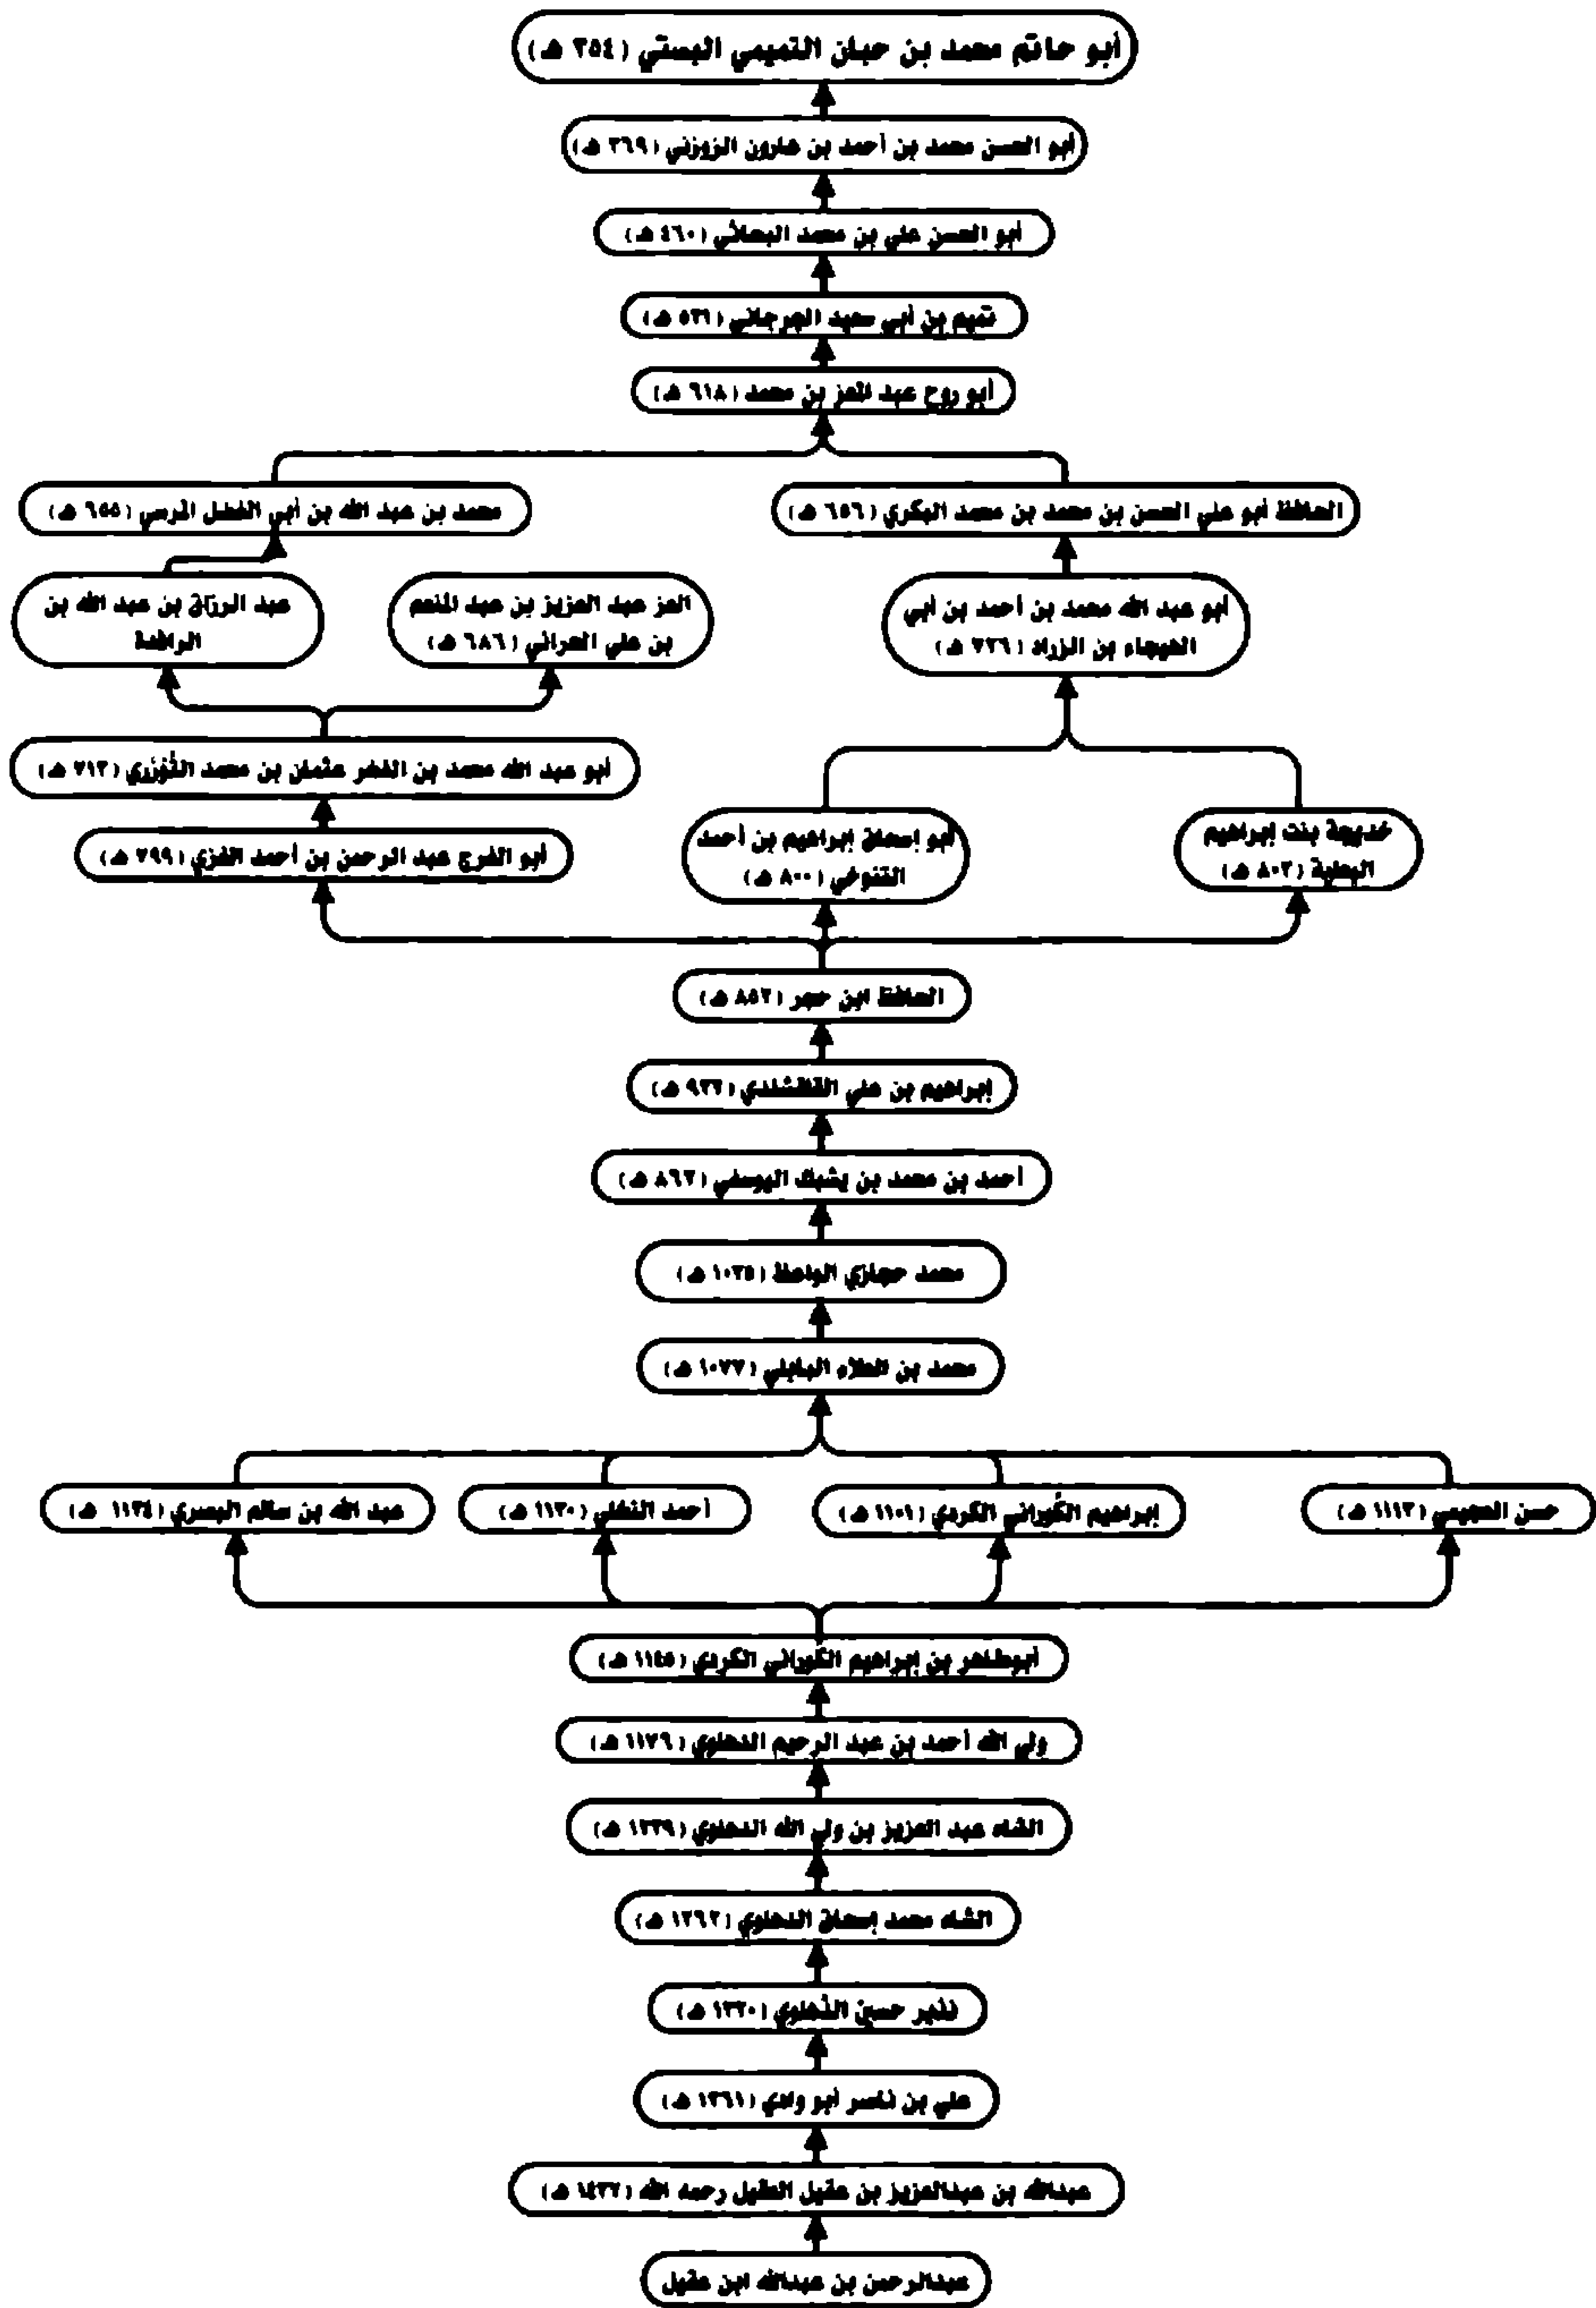 أبو حاتم محمد بن حبان التميمي البستي (٣٥٤ هـ)
أبو الحسن محمد بن أحمد بن هارون الزوزني (٣٦٩ هـ)
أبو الحسن علي بن محمد البحاثي (٤٦٠ هـ)
تميم بن أبي سعيد الجرجاني (٥٣١ هـ)
أبو روح عبد المعز بن محمد (٦١٨ هـ)
الحافظ أبو علي الحسن بن محمد بن محمد البكري (٦٥٦ هـ)
محمد بن عبد الله بن أبي الفضل المرسي (٦٥٥ هـ)
أبو عبد الله محمد بن أحمد بن أبي
الهيجاء بن الزراد (٧٢٦ هـ)
العز عبد العزيز بن عبد المنعم
بن علي الحراني (٦٨٦ هـ)
عبد الرزاق بن عبد الله بن
أبو عبد الله محمد بن الفخر عثمان بن محمد التَّوْزَري (٧١٣ هـ)
خديجة بنت إبراهيم
البعلية (٨٠٣ هـ)
أبو إسحاق إبراهيم بن أحمد
التنوخي (٨٠٠ هـ)
أبو الفرج عبد الرحمن بن أحمد الغزي (٧٩٩ هـ)
الحافظ ابن حجر (٨٥٢ هـ)
إبراهيم بن علي القلقشندي (٩٢٢ هـ)
أحمد بن محمد بن يشبك اليوسفي (٨٦٢ هـ)
محمد حجازي الواعظ (١٠٣٥ هـ)
محمد بن العلاء البابلي (١٠٧٧ هـ)
حسن العجيمي (١١١٣ هـ)
إبراهيم الكُوراني الكردي (١١٠١ هـ)
أحمد النخلي (١١٣٠ هـ)
عبد الله بن سالم البصري (١١٣٤ هـ)
أبوطاهر بن إبراهيم الكوراني الكردي (١١٤٥ هـ)
ولي الله أحمد بن عبد الرحيم الدهلوي (١١٧٦ هـ)
الشاه عبد العزيز بن ولي الله الدهلوي (١٢٣٩ هـ)
الشاه محمد إسحاق الدهلوي (١٢٦٢ هـ)
نذير حسين الدِّهلوي (١٣٢٠ هـ)
علي بن ناصر أبو وادي (١٣٦١ هـ)
عبدالله بن عبدالعزيز بن عقيل العقيل رحمه الله (١٤٣٢ هـ)
عبدالرحمن بن عبدالله ابن عقيل